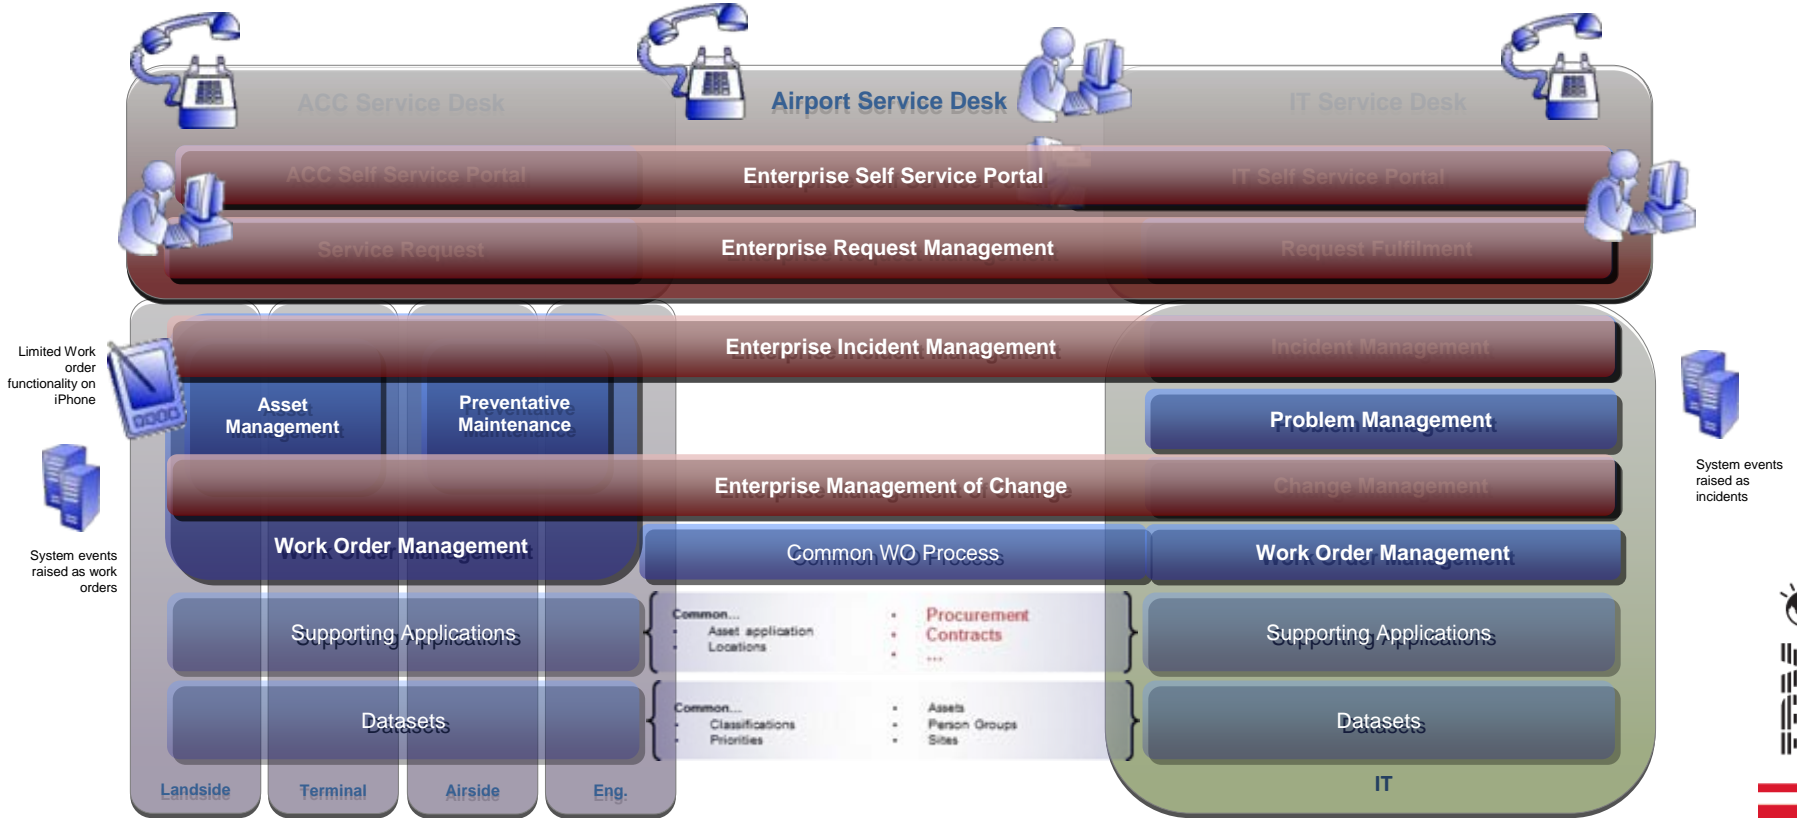 ACC Service Desk
Airport Service Desk
IT Service Desk
ACC Self Service Portal
Enterprise Self Service Portal
IT Self Service Portal
Service Request
Enterprise Request Management
Request Fulfilment
Enterprise Incident Management
Incident Management
Limited Work
order
functionality on
iPhone
Asset
Management
Preventative
Maintenance
Problem Management
System events
raised as
incidents
Enterprise Management of Change
Change Management
System events
raised as work
orders
Work Order Management
Common WO Process
Work Order Management
Supporting Applications
Common...
• Asset application
• Locations
• Procurement
• Contracts
• ...
Supporting Applications
Datasets
Common...
• Classifications
• Priorities
• Assets
• Person Groups
• Sites
Datasets
Landside
Terminal
Airside
Eng.
IT